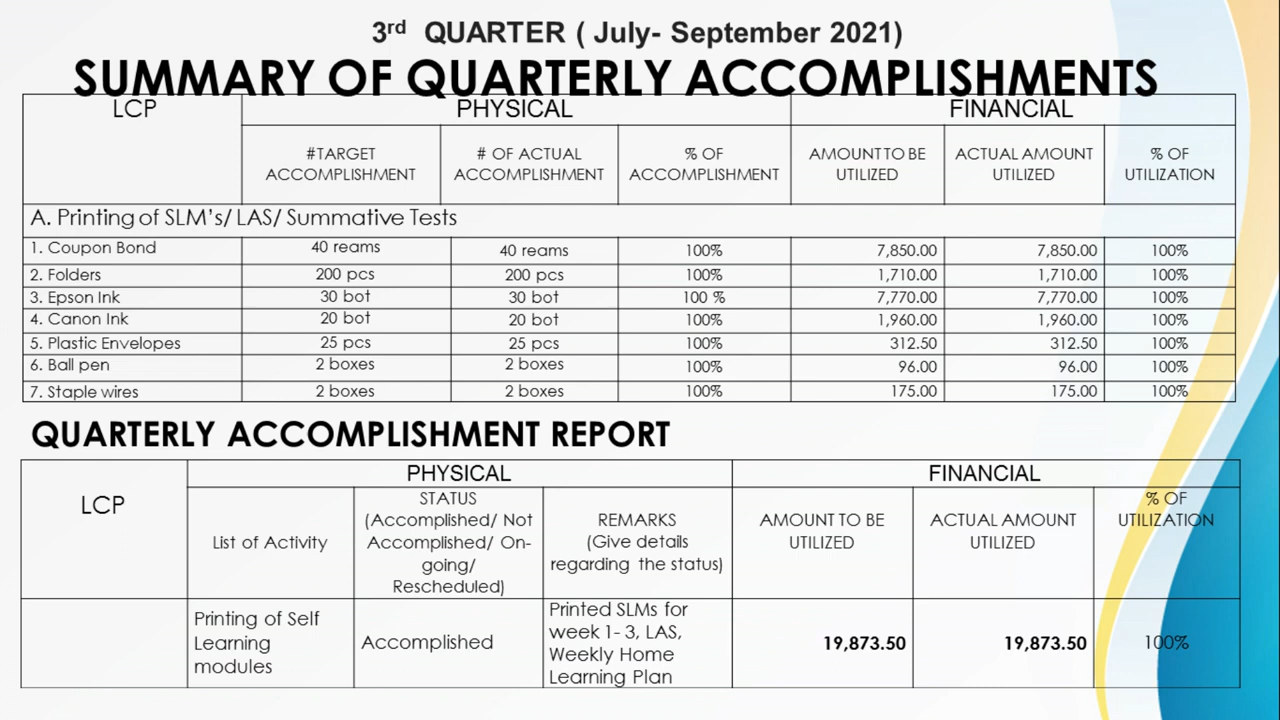 3rd QUARTER ( July- September 2021)
SUMMARY OF QUARTERLY ACCOMPLISHMENTS
LCP PHYSICAL FINANCIAL
#TARGET ACCOMPLISHMENT # OF ACTUAL ACCOMPLISHMENT % OF ACCOMPLISHMENT AMOUNT TO BE UTILIZED ACTUAL AMOUNT UTILIZED % OF UTILIZATION
A. Printing of SLM's/ LAS/ Summative Tests
1. Coupon Bond 40 reams 40 reams 100% 7,850.00 7,850.00 100%
2. Folders 200 pcs 200 pcs 100% 1,710.00 1,710.00 100%
3. Epson Ink 30 bot 30 bot 100 % 7,770.00 7,770.00 100%
4. Canon Ink 20 bot 20 bot 100% 1,960.00 1,960.00 100%
5. Plastic Envelopes 25 pcs 25 pcs 100% 312.50 312.50 100%
6. Ball pen 2 boxes 2 boxes 100% 96.00 96.00 100%
7. Staple wires 2 boxes 2 boxes 100% 175.00 175.00 100%
QUARTERLY ACCOMPLISHMENT REPORT
LCP PHYSICAL FINANCIAL
List of Activity
STATUS
(Accomplished/ Not
Accomplished/ On-
going/
Rescheduled)
REMARKS
(Give details
regarding the status)
AMOUNT TO BE
UTILIZED
ACTUAL AMOUNT
UTILIZED
% OF
UTILIZATION
Printing of Self
Learning
modules
Accomplished
Printed SLMs for
week 1- 3, LAS,
Weekly Home
Learning Plan
19,873.50 19,873.50 100%